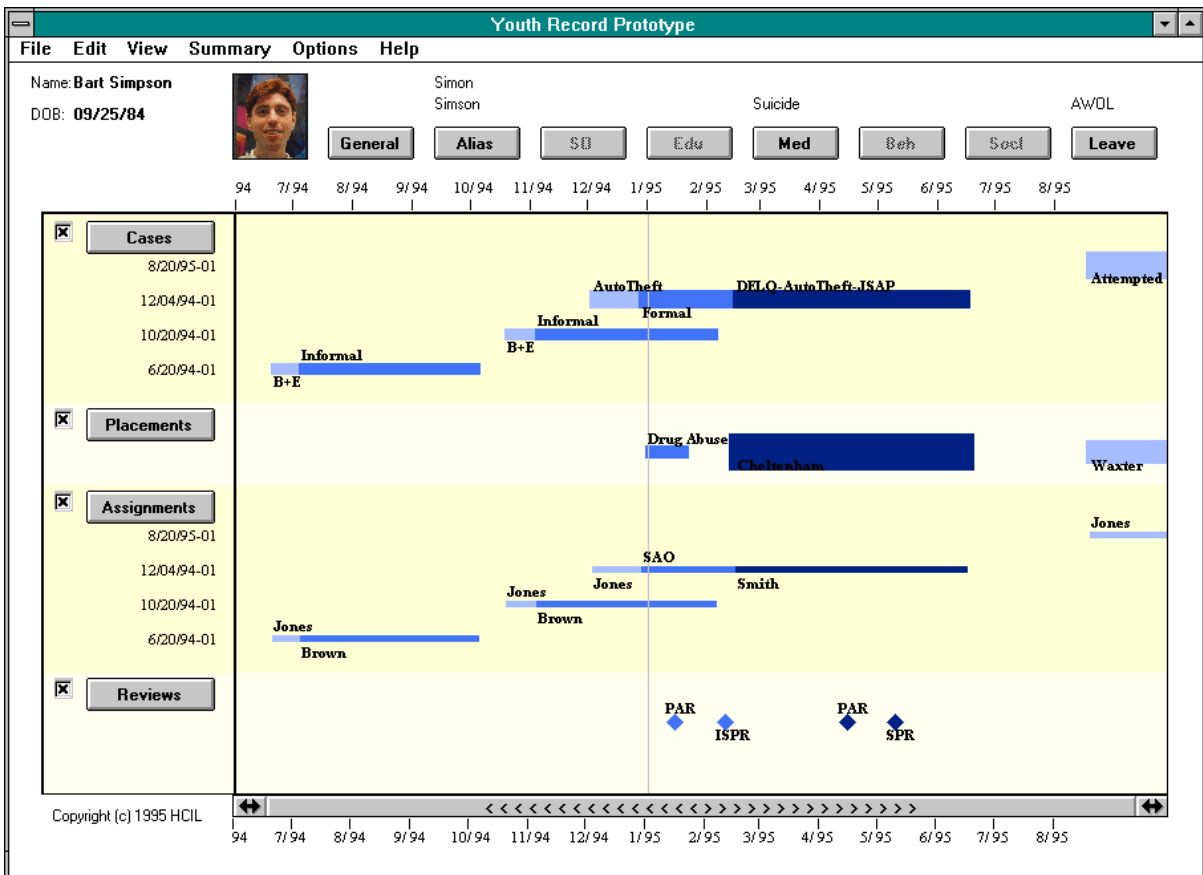 Youth Record Prototype
File Edit View Summary Options Help
Name: Bart Simpson
DOB: 09/25/84
Simon
Simson
Suicide
AWOL
General Alias SO Edu Med Beh Socl Leave
94 7/94 8/94 9/94 10/94 11/94 12/94 1/95 2/95 3/95 4/95 5/95 6/95 7/95 8/95
Cases
8/20/95-01
Attempted
12/04/94-01
AutoTheft
DELQ-AutoTheft-JSAP
Formal
10/20/94-01
Informal
B+E
6/20/94-01
Informal
B+E
Placements
Drug Abuse
Cheltenham
Waxter
Assignments
8/20/95-01
Jones
12/04/94-01
SAO
Jones
Smith
10/20/94-01
Jones
Brown
6/20/94-01
Jones
Brown
Reviews
PAR
ISPR
PAR
SPR
< < < < < < < < < < < < < < < > > > > > > > > > > > > > > >
Copyright (c) 1995 HCIL
94 7/94 8/94 9/94 10/94 11/94 12/94 1/95 2/95 3/95 4/95 5/95 6/95 7/95 8/95